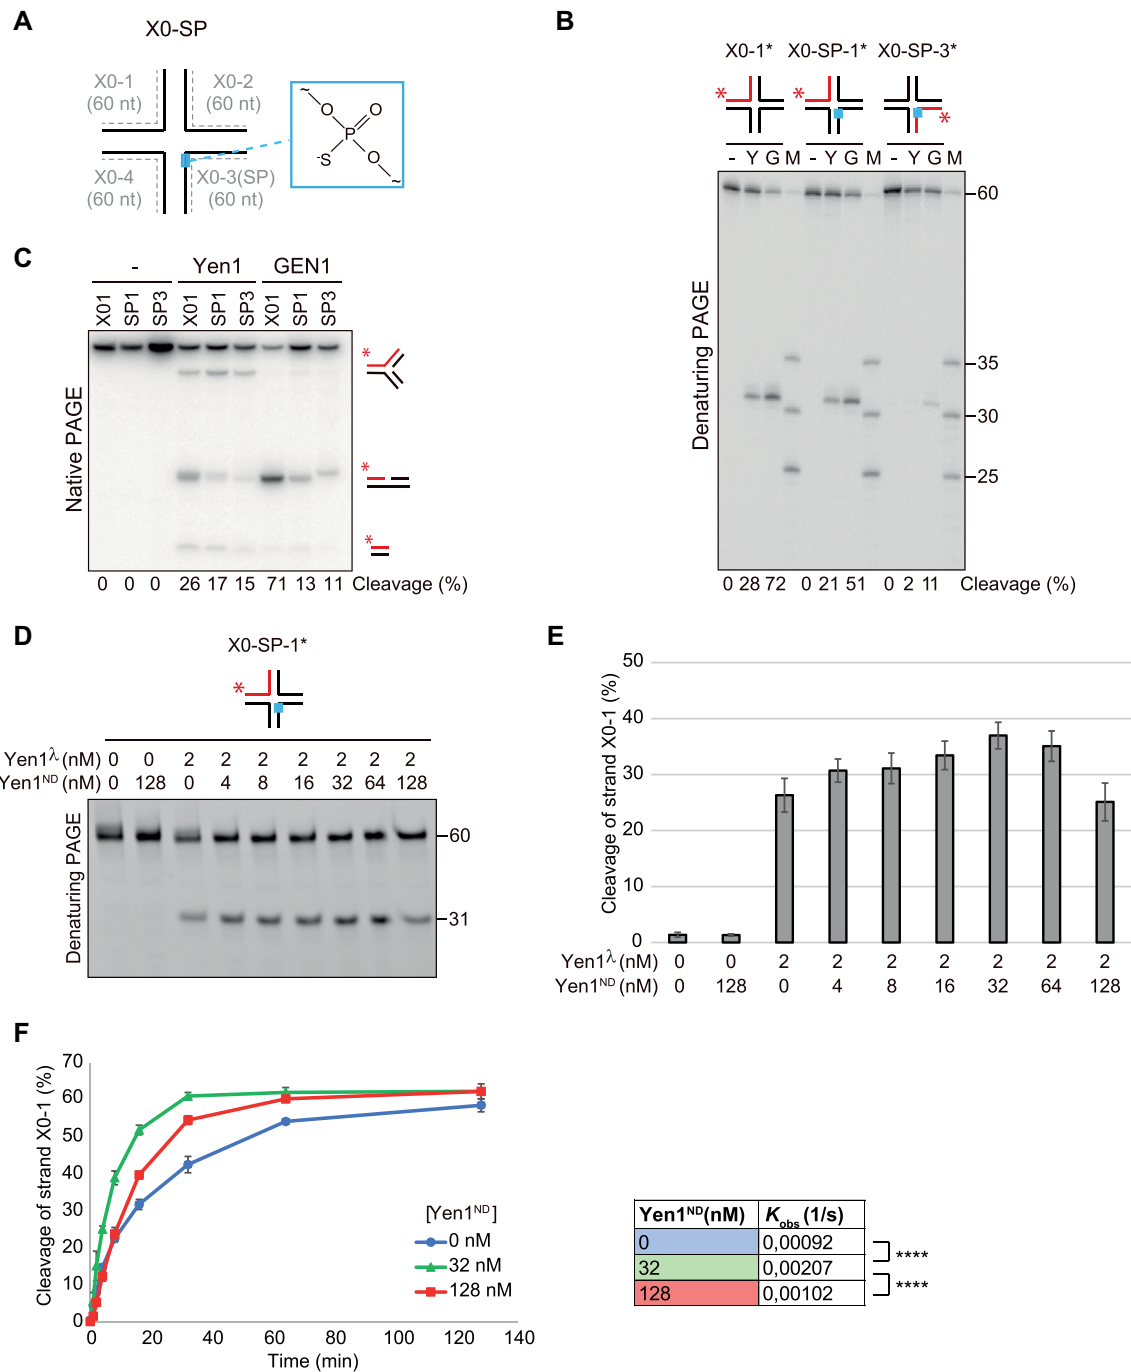 A
X0-SP
X0-1
(60 nt)
X0-2
(60 nt)
X0-4
(60 nt)
X0-3(SP)
(60 nt)
~
O
O
P
-S
O
~
B
X0-1* X0-SP-1* X0-SP-3*
* * *
- Y G M - Y G M - Y G M
Denaturing PAGE
60
35
30
25
0 28 72 0 21 51 0 2 11 Cleavage (%)
C
- Yen1 GEN1
X01 SP1 SP3 X01 SP1 SP3 X01 SP1 SP3
Native PAGE
*
*
*
0 0 0 26 17 15 71 13 11 Cleavage (%)
D
X0-SP-1*
*
Yen1λ (nM) 0 0 2 2 2 2 2 2 2
Yen1ND (nM) 0 128 0 4 8 16 32 64 128
Denaturing PAGE
60
31
E
Cleavage of strand X0-1 (%)
50
40
30
20
10
0
Yen1λ (nM) 0 0 2 2 2 2 2 2 2
Yen1ND (nM) 0 128 0 4 8 16 32 64 128
F
Cleavage of strand X0-1 (%)
70
60
50
40
30
20
10
0
0 20 40 60 80 100 120 140
Time (min)
[Yen1ND]
0 nM
32 nM
128 nM
Yen1ND(nM) Kobs (1/s)
0 0,00092
32 0,00207
128 0,00102
****
****